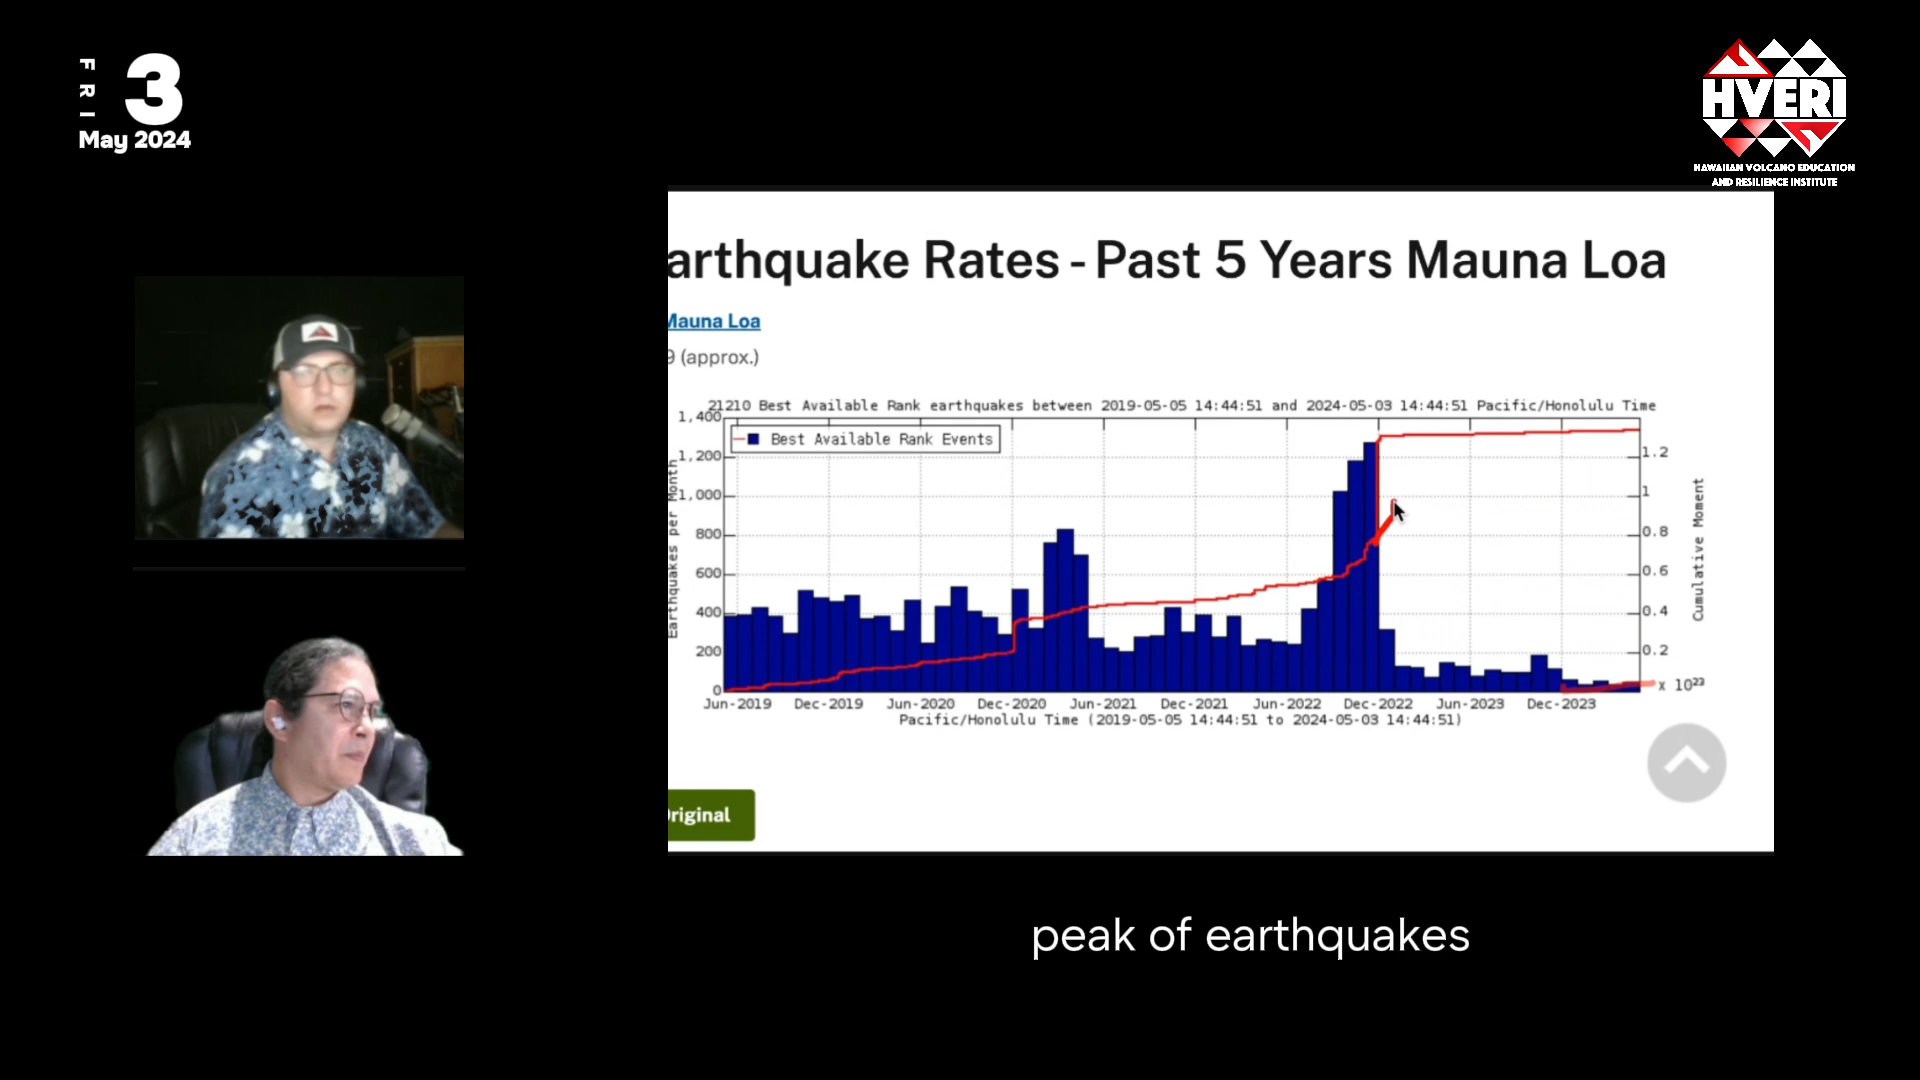 FRI
3
May 2024
HVERI
HAWAIIAN VOLCANO EDUCATION
AND RESILIENCE INSTITUTE
arthquake Rates - Past 5 Years Mauna Loa
Mauna Loa
9 (approx.)
21210 Best Available Rank earthquakes between 2019-05-05 14:44:51 and 2024-05-03 14:44:51 Pacific/Honolulu Time
Best Available Rank Events
1,400
1,200
1,000
800
600
400
200
0
Earthquakes per Month
1.2
1
0.8
0.6
0.4
0.2
x 10²³
Cumulative Moment
Jun-2019 Dec-2019 Jun-2020 Dec-2020 Jun-2021 Dec-2021 Jun-2022 Dec-2022 Jun-2023 Dec-2023
Pacific/Honolulu Time (2019-05-05 14:44:51 to 2024-05-03 14:44:51)
riginal
peak of earthquakes